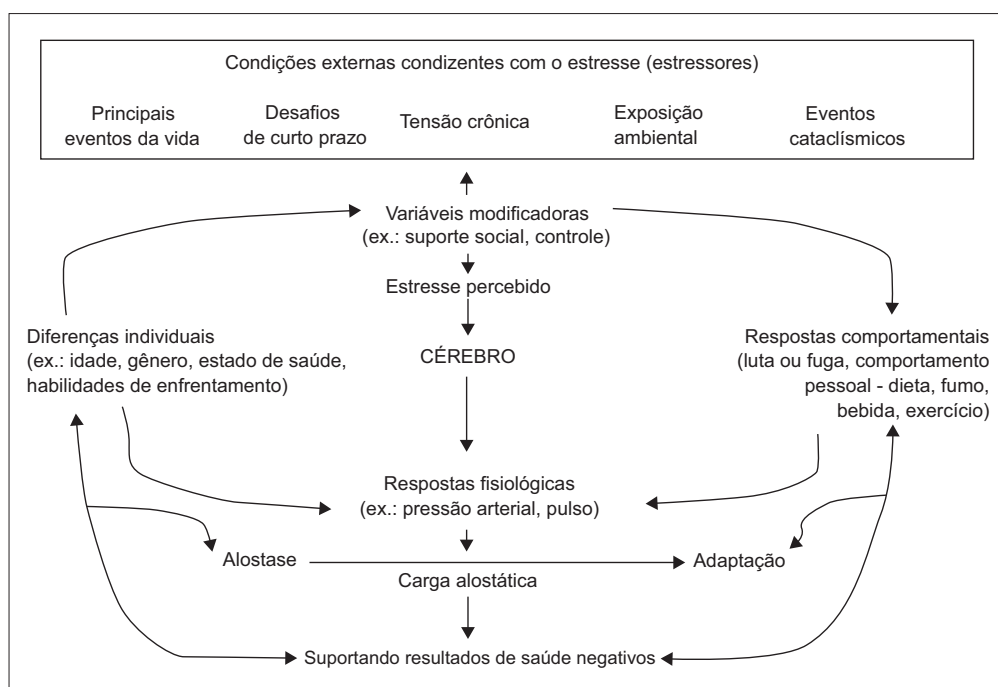 Condições externas condizentes com o estresse (estressores)
Principais
eventos da vida
Desafios
de curto prazo
Tensão crônica
Exposição
ambiental
Eventos
cataclísmicos
Variáveis modificadoras
(ex.: suporte social, controle)
Estresse percebido
Diferenças individuais
(ex.: idade, gênero, estado de saúde,
habilidades de enfrentamento)
CÉREBRO
Respostas comportamentais
(luta ou fuga, comportamento
pessoal - dieta, fumo,
bebida, exercício)
Respostas fisiológicas
(ex.: pressão arterial, pulso)
Alostase
Adaptação
Carga alostática
Suportando resultados de saúde negativos